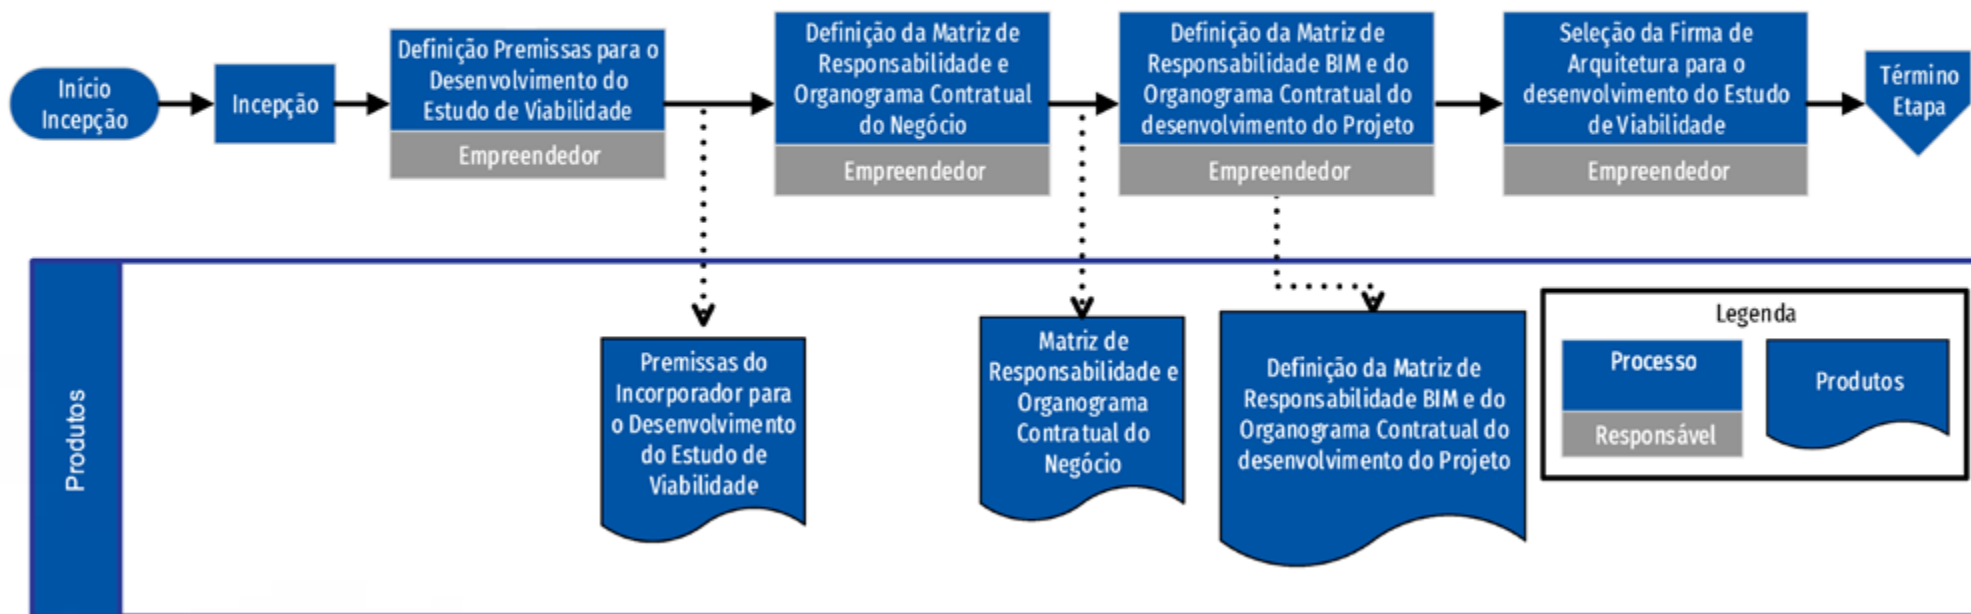 Início
Incepção
Incepção
Definição Premissas para o
Desenvolvimento do
Estudo de Viabilidade
Empreendedor
Definição da Matriz de
Responsabilidade e
Organograma Contratual
do Negócio
Empreendedor
Definição da Matriz de
Responsabilidade BIM e do
Organograma Contratual do
desenvolvimento do Projeto
Empreendedor
Seleção da Firma de
Arquitetura para o
desenvolvimento do Estudo
de Viabilidade
Empreendedor
Término
Etapa
Produtos
Premissas do
Incorporador para
o Desenvolvimento
do Estudo de
Viabilidade
Matriz de
Responsabilidade e
Organograma
Contratual do
Negócio
Definição da Matriz de
Responsabilidade BIM e do
Organograma Contratual do
desenvolvimento do Projeto
Legenda
Processo
Responsável
Produtos